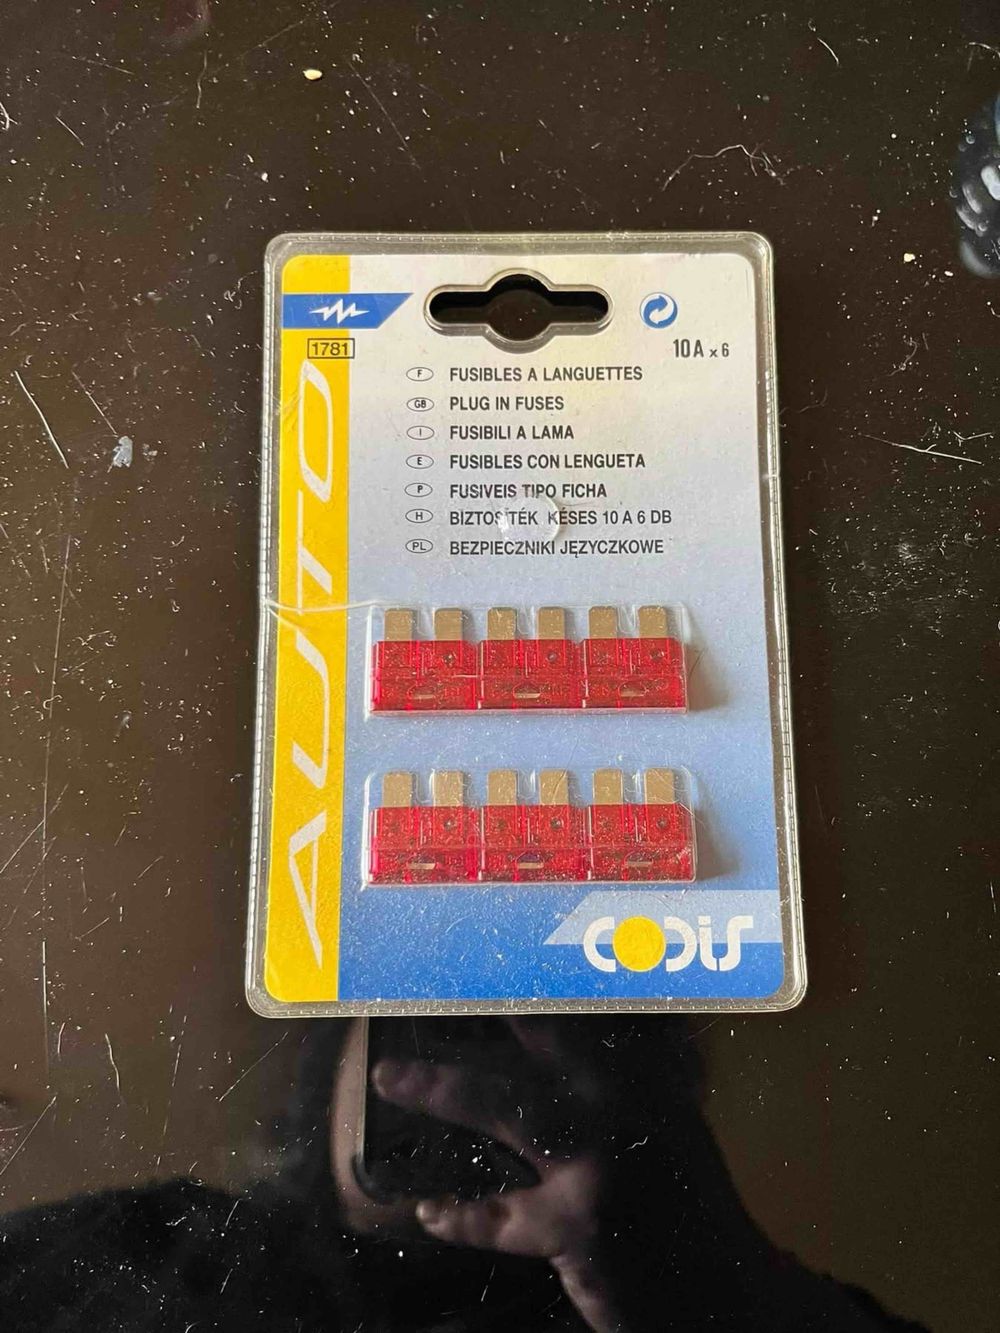 1781
10A x 6
F FUSIBLES A LANGUETTES
GB PLUG IN FUSES
I FUSIBILI A LAMA
E FUSIBLES CON LENGUETA
P FUSIVEIS TIPO FICHA
H BIZTOSÍTÉK KÉSES 10 A 6 DB
PL BEZPIECZNIKI JĘZYCZKOWE
AUTO
CODIS